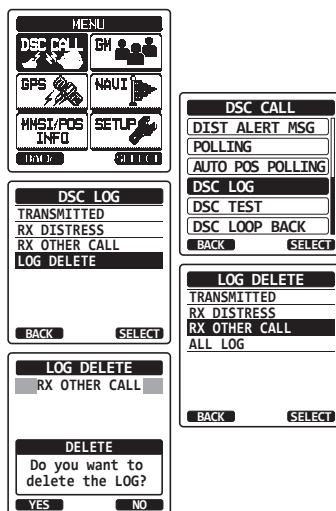 MENU
DSC CALL
GM
GPS
NAVI
MMSI/POS
INFO
SETUP
BACK
SELECT
DSC CALL
DIST ALERT MSG
POLLING
AUTO POS POLLING
DSC LOG
DSC TEST
DSC LOOP BACK
BACK SELECT
DSC LOG
TRANSMITTED
RX DISTRESS
RX OTHER CALL
LOG DELETE
BACK SELECT
LOG DELETE
TRANSMITTED
RX DISTRESS
RX OTHER CALL
ALL LOG
BACK SELECT
LOG DELETE
RX OTHER CALL
DELETE
Do you want to
delete the LOG?
YES NO